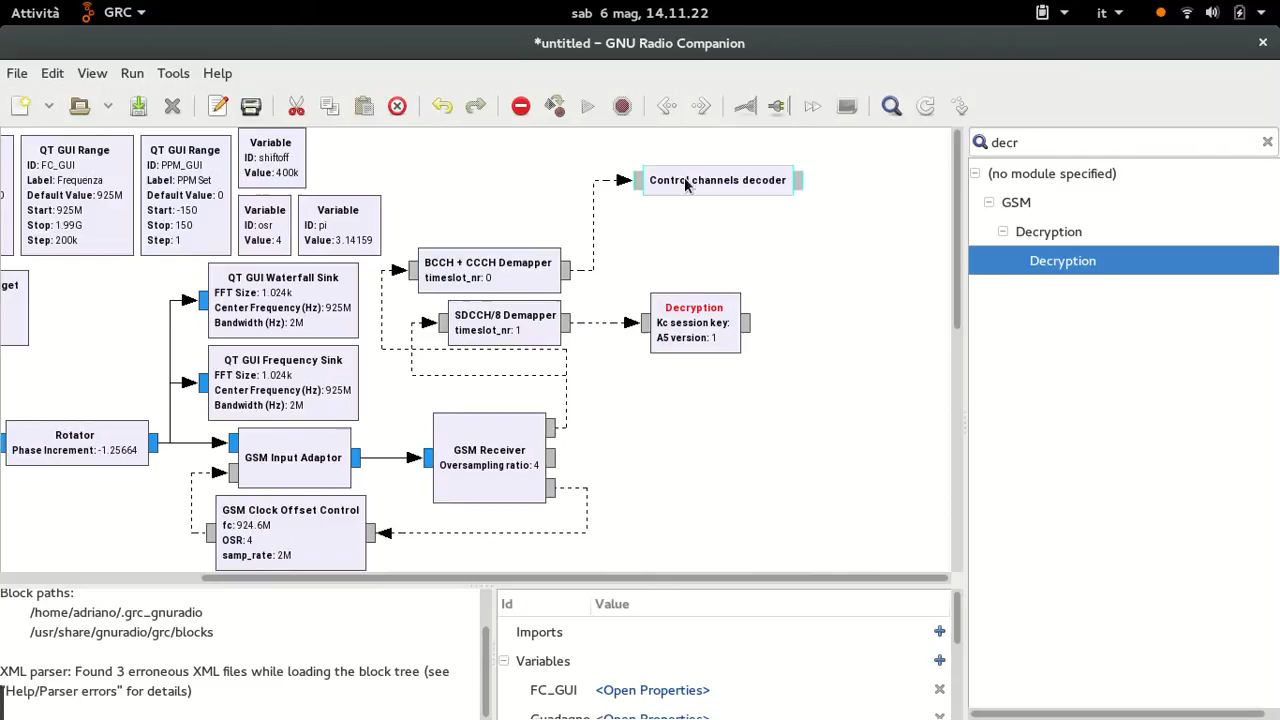 Attività
GRC
sab 6 mag, 14.11.22
it
*untitled – GNU Radio Companion
File Edit View Run Tools Help
QT GUI Range
ID: FC_GUI
Label: Frequenza
Default Value: 925M
Start: 925M
Stop: 1.99G
Step: 200k
QT GUI Range
ID: PPM_GUI
Label: PPM Set
Default Value: 0
Start: -150
Stop: 150
Step: 1
Variable
ID: shiftoff
Value: 400k
Variable
ID: osr
Value: 4
Variable
ID: pi
Value: 3.14159
get
QT GUI Waterfall Sink
FFT Size: 1.024k
Center Frequency (Hz): 925M
Bandwidth (Hz): 2M
QT GUI Frequency Sink
FFT Size: 1.024k
Center Frequency (Hz): 925M
Bandwidth (Hz): 2M
Rotator
Phase Increment: -1.25664
GSM Input Adaptor
GSM Clock Offset Control
fc: 924.6M
OSR: 4
samp_rate: 2M
GSM Receiver
Oversampling ratio: 4
BCCH + CCCH Demapper
timeslot_nr: 0
SDCCH/8 Demapper
timeslot_nr: 1
Control channels decoder
Decryption
Kc session key:
A5 version: 1
decr
(no module specified)
GSM
Decryption
Decryption
Block paths:
/home/adriano/.grc_gnuradio
/usr/share/gnuradio/grc/blocks
XML parser: Found 3 erroneous XML files while loading the block tree (see
"Help/Parser errors" for details)
Id Value
Imports
Variables
FC_GUI <Open Properties>
Guadagno <Open Properties>